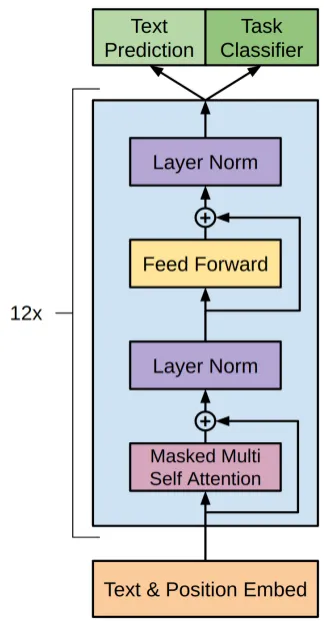 Text
Prediction
Task
Classifier
Layer Norm
+
Feed Forward
12x
Layer Norm
+
Masked Multi
Self Attention
Text & Position Embed